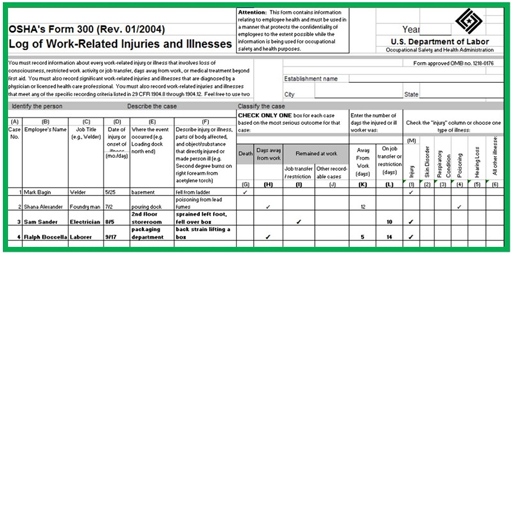 OSHA's Form 300 (Rev. 01/2004)
Log of Work-Related Injuries and Illnesses
Attention: This form contains information
relating to employee health and must be used in
a manner that protects the confidentiality of
employees to the extent possible while the
information is being used for occupational
safety and health purposes.
Year
U.S. Department of Labor
Occupational Safety and Health Administration
You must record information about every work-related injury or illness that involves loss of
consciousness, restricted work activity or job transfer, days away from work, or medical treatment beyond
first aid. You must also record significant work-related injuries and illnesses that are diagnosed by a
physician or licensed health care professional. You must also record work-related injuries and illnesses
that meet any of the specific recording criteria listed in 29 CFR 1904.8 through 1904.12. Feel free to use two
Form approved OMB no. 1218-0176
Establishment name
City
State
Identify the person
Describe the case
Classify the case
(A)
Case
No.
(B)
Employee's Name
(C)
Job Title
(e.g., Welder)
(D)
Date of
injury or
onset of
(mo./day)
(E)
Where the event
occurred (e.g.
Loading dock
north end)
(F)
Describe injury or illness,
parts of body affected,
and object/substance
that directly injured or
made person ill (e.g.
Second degree burns on
right forearm from
acetylene torch)
CHECK ONLY ONE box for each case
based on the most serious outcome for that
case:
Death
Days away
from work
Remained at work
Job transfer
or restriction
Other record-
able cases
(G)
(H)
(I)
(J)
Enter the number of
days the injured or ill
worker was:
Away
From
Work
(days)
On job
transfer or
restriction
(days)
(K)
(L)
Check the "injury" column or choose one
type of illness:
(M)
Injury
Skin Disorder
Respiratory
Condition
Poisoning
Hearing Loss
All other illnesses
(1)
(2)
(3)
(4)
(5)
(6)
1 Mark Bagin Welder 5/25 basement fell from ladder ✓ ✓
2 Shana Alexander Foundry man 7/2 pouring dock poisoning from lead fumes ✓ 12 ✓
3 Sam Sander Electrician 8/5 2nd floor storeroom sprained left foot, fell over box ✓ 10 ✓
4 Ralph Boccella Laborer 9/17 packaging department back strain lifting a box ✓ 5 14 ✓